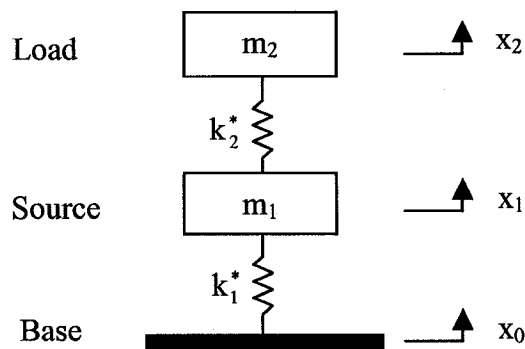 Load m₂ x₂
k₂*
Source m₁ x₁
k₁*
Base x₀